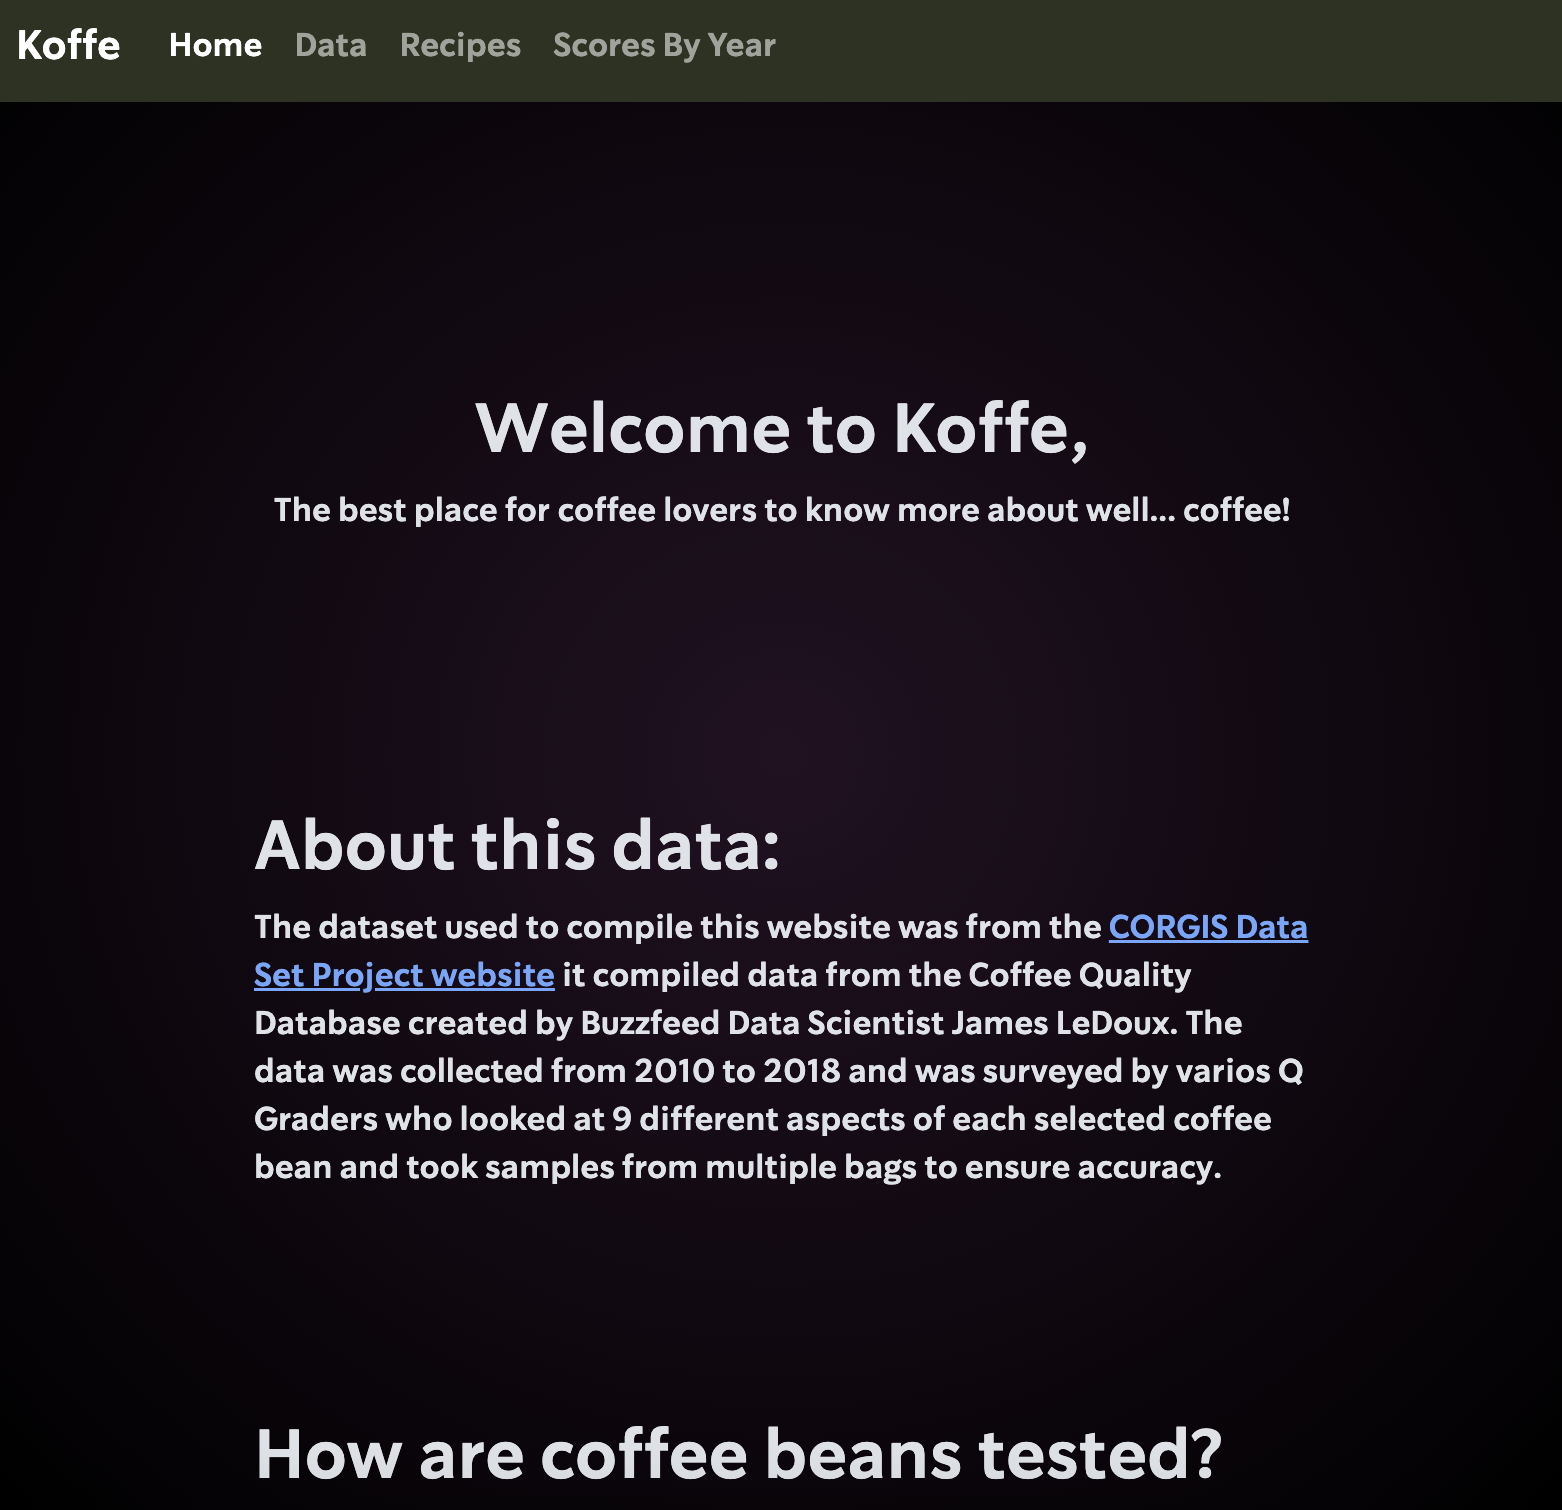 Koffe Home Data Recipes Scores By Year
Welcome to Koffe,
The best place for coffee lovers to know more about well... coffee!
About this data:
The dataset used to compile this website was from the CORGIS Data
Set Project website it compiled data from the Coffee Quality
Database created by Buzzfeed Data Scientist James LeDoux. The
data was collected from 2010 to 2018 and was surveyed by varios Q
Graders who looked at 9 different aspects of each selected coffee
bean and took samples from multiple bags to ensure accuracy.
How are coffee beans tested?